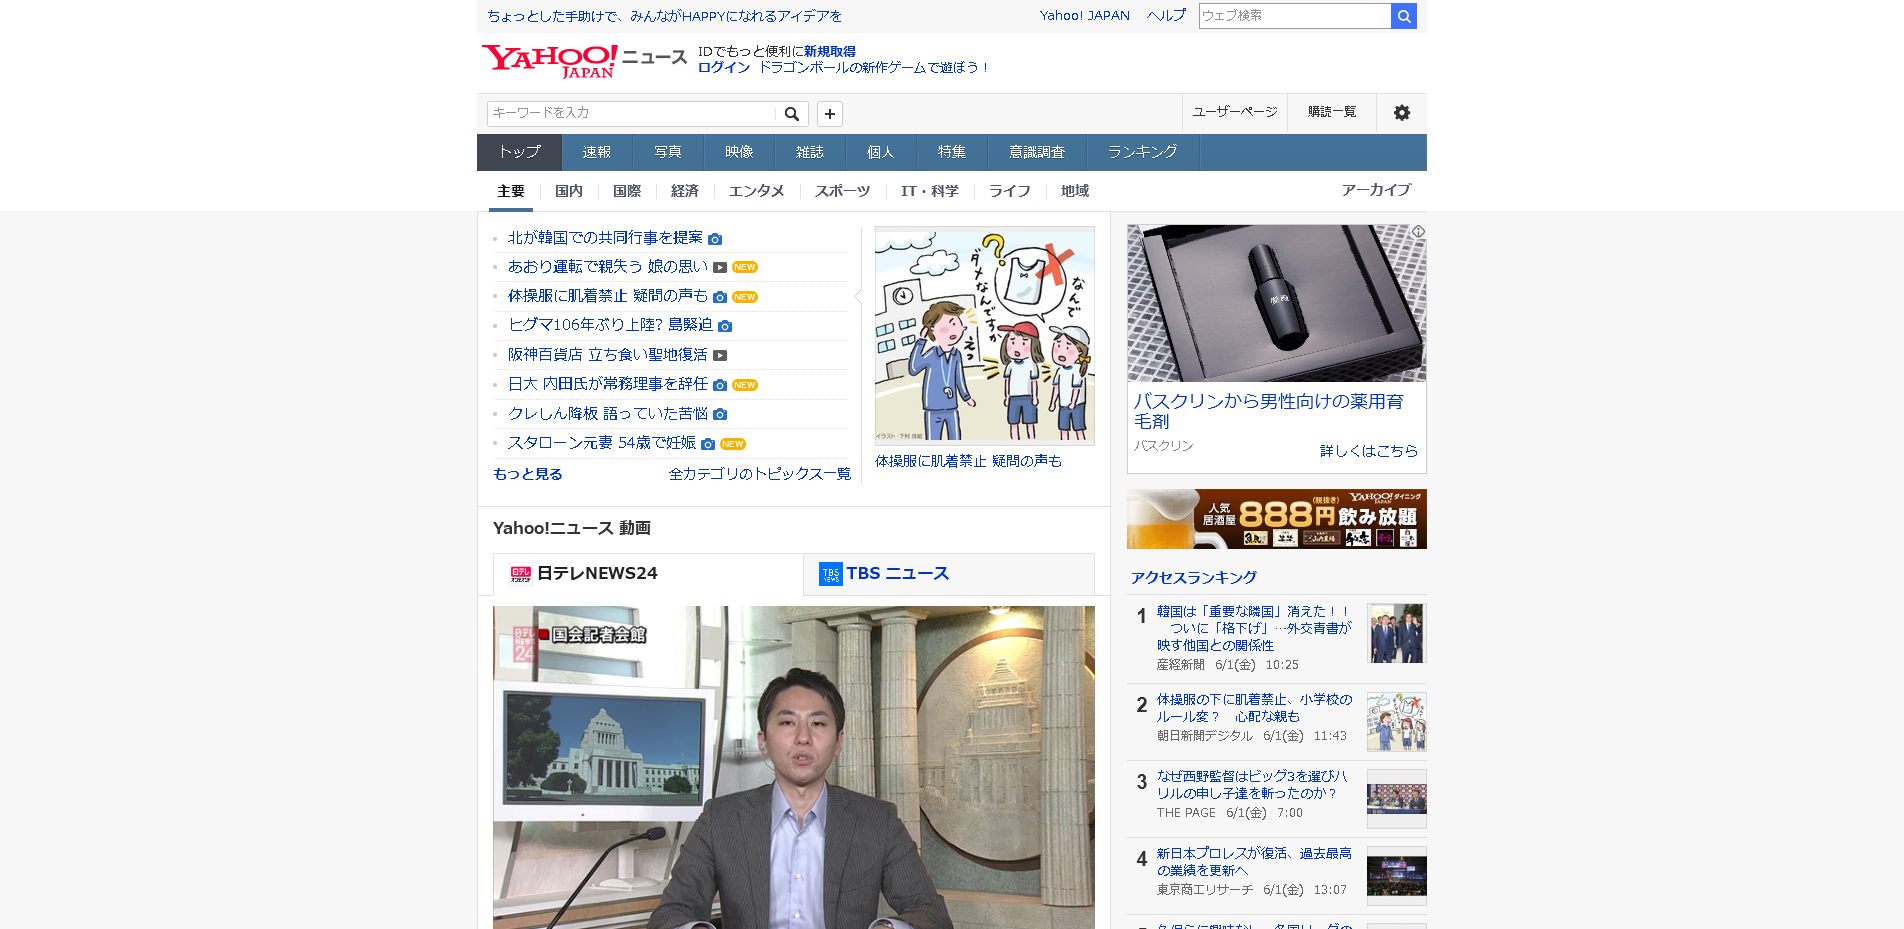 ちょっとした手助けで、みんながHAPPYになれるアイデアを
Yahoo! JAPAN ヘルプ
ウェブ検索
YAHOO! JAPAN ニュース
IDでもっと便利に新規取得
ログイン ドラゴンボールの新作ゲームで遊ぼう！
キーワードを入力
ユーザーページ 購読一覧
トップ 速報 写真 映像 雑誌 個人 特集 意識調査 ランキング
主要 国内 国際 経済 エンタメ スポーツ IT・科学 ライフ 地域 アーカイブ
北が韓国での共同行事を提案
あおり運転で親失う 娘の思い NEW
体操服に肌着禁止 疑問の声も NEW
ヒグマ106年ぶり上陸? 島緊迫
阪神百貨店 立ち食い聖地復活
日大 内田氏が常務理事を辞任 NEW
クレしん降板 語っていた苦悩
スタローン元妻 54歳で妊娠 NEW
もっと見る 全カテゴリのトピックス一覧
?
ダメなんですか
なんで
えっ
イラスト・下村 佳絵
体操服に肌着禁止 疑問の声も
Yahoo!ニュース 動画
日テレNEWS24
TBS NEWS TBS ニュース
日テレ NEWS 24
国会記者会館
バスクリンから男性向けの薬用育
毛剤
バスクリン
詳しくはこちら
人気
居酒屋 888円 (税抜き) 飲み放題
YAHOO! JAPAN ダイニング
アクセスランキング
1 韓国は「重要な隣国」消えた！！
ついに「格下げ」…外交青書が
映す他国との関係性
産経新聞 6/1(金) 10:25
2 体操服の下に肌着禁止、小学校の
ルール変？ 心配な親も
朝日新聞デジタル 6/1(金) 11:43
3 なぜ西野監督はビッグ3を選びハ
リルの申し子達を斬ったのか？
THE PAGE 6/1(金) 7:00
4 新日本プロレスが復活、過去最高
の業績を更新へ
東京商工リサーチ 6/1(金) 13:07